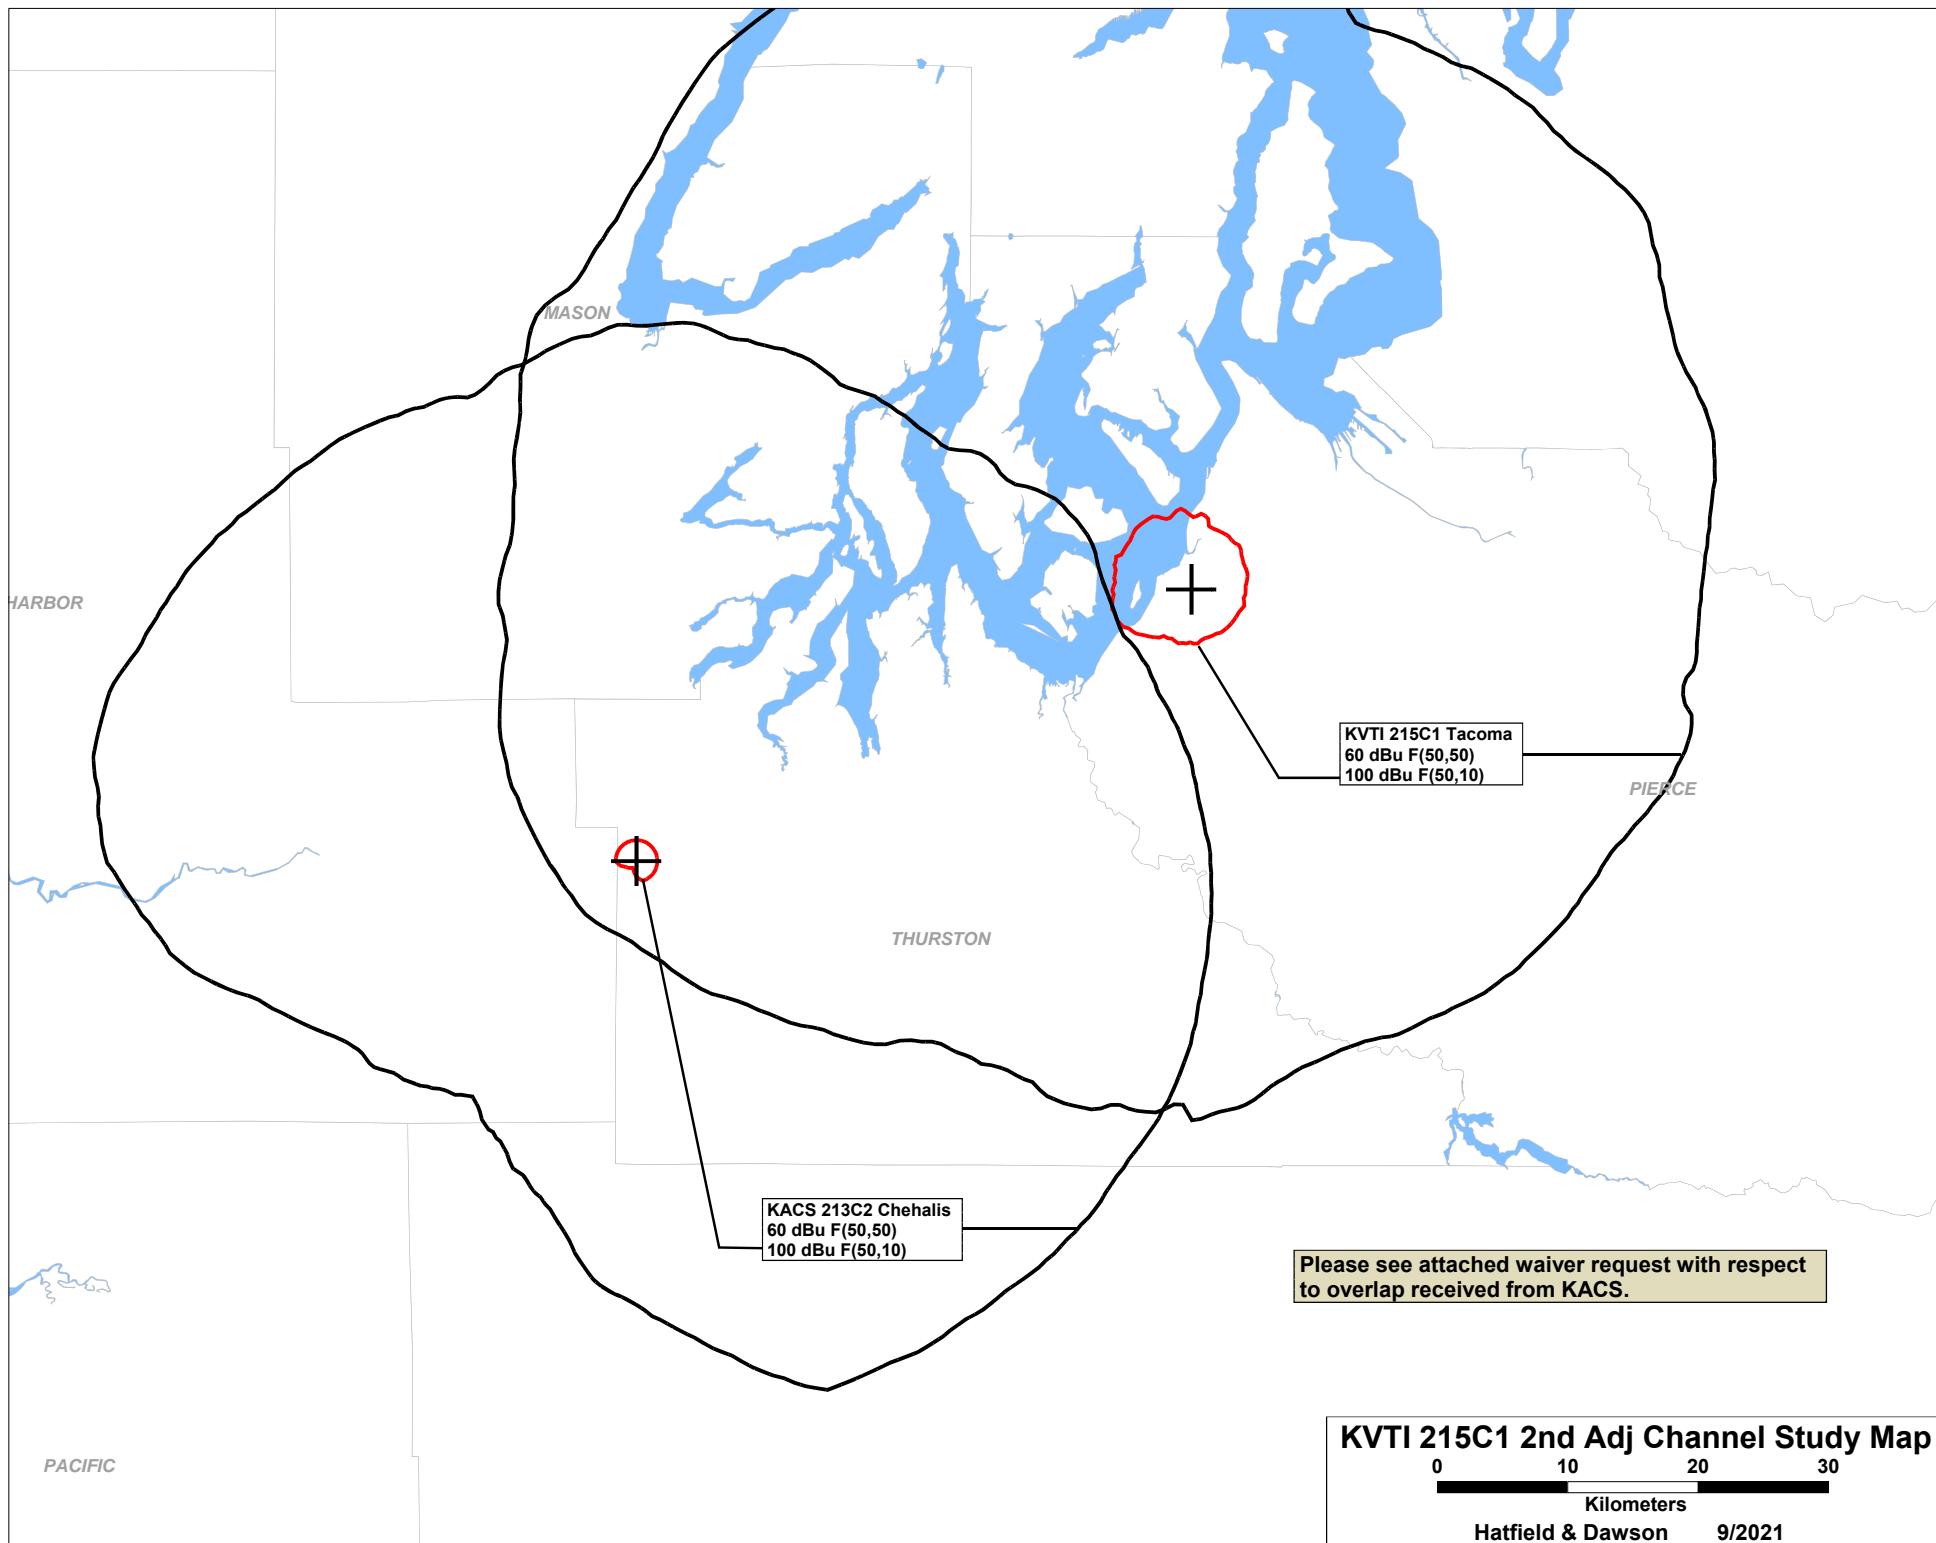 MASON
HARBOR
KVTI 215C1 Tacoma
60 dBu F(50,50)
100 dBu F(50,10)
PIERCE
THURSTON
KACS 213C2 Chehalis
60 dBu F(50,50)
100 dBu F(50,10)
Please see attached waiver request with respect
to overlap received from KACS.
PACIFIC
KVTI 215C1 2nd Adj Channel Study Map
0 10 20 30
Kilometers
Hatfield & Dawson 9/2021